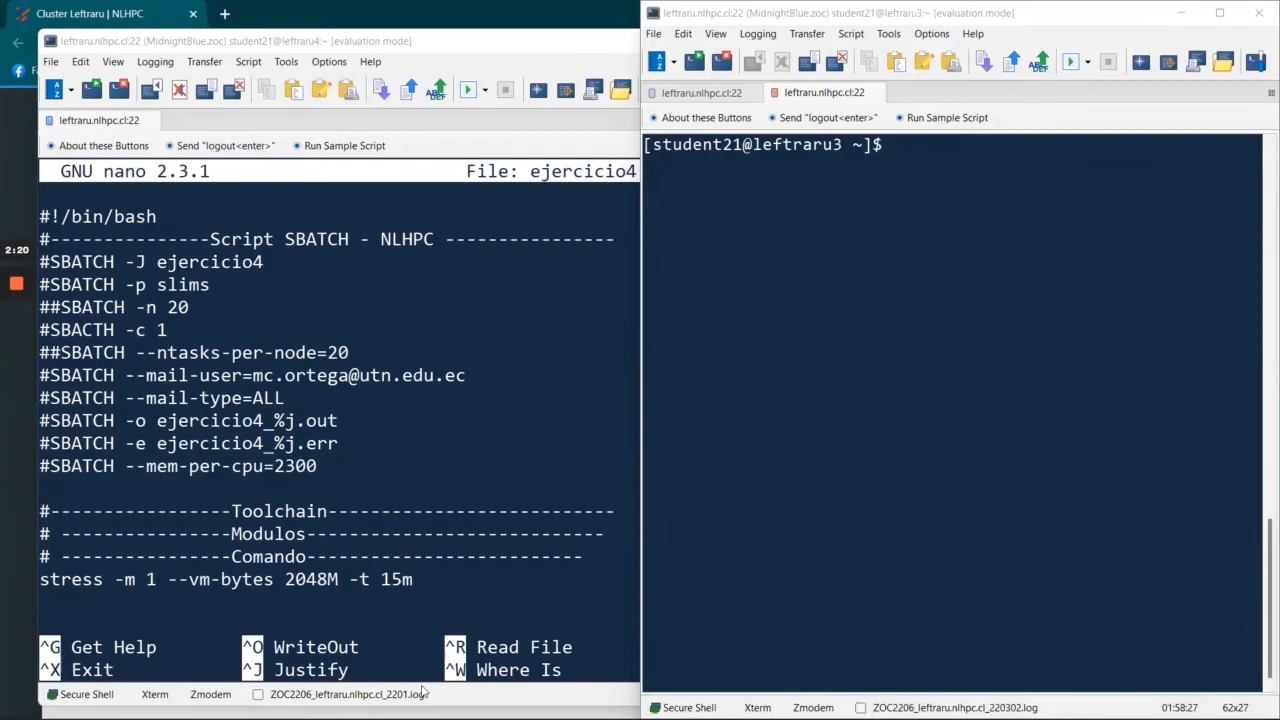 Cluster Leftraru | NLHPC
leftraru.nlhpc.cl:22 (MidnightBlue.zoc) student21@leftraru4:~ [evaluation mode]
File Edit View Logging Transfer Script Tools Options Help
leftraru.nlhpc.cl:22
About these Buttons Send "logout<enter>" Run Sample Script
GNU nano 2.3.1 File: ejercicio4
#!/bin/bash
#---------------Script SBATCH - NLHPC ----------------
#SBATCH -J ejercicio4
#SBATCH -p slims
##SBATCH -n 20
#SBACTH -c 1
##SBATCH --ntasks-per-node=20
#SBATCH --mail-user=mc.ortega@utn.edu.ec
#SBATCH --mail-type=ALL
#SBATCH -o ejercicio4_%j.out
#SBATCH -e ejercicio4_%j.err
#SBATCH --mem-per-cpu=2300
#-----------------Toolchain---------------------------
# ----------------Modulos----------------------------
# ----------------Comando--------------------------
stress -m 1 --vm-bytes 2048M -t 15m
^G Get Help ^O WriteOut ^R Read File
^X Exit ^J Justify ^W Where Is
Secure Shell Xterm Zmodem ZOC2206_leftraru.nlhpc.cl_2201.log
2:20
leftraru.nlhpc.cl:22 (MidnightBlue.zoc) student21@leftraru3:~ [evaluation mode]
File Edit View Logging Transfer Script Tools Options Help
leftraru.nlhpc.cl:22 leftraru.nlhpc.cl:22
About these Buttons Send "logout<enter>" Run Sample Script
[student21@leftraru3 ~]$
Secure Shell Xterm Zmodem ZOC2206_leftraru.nlhpc.cl_220302.log 01:58:27 62x27